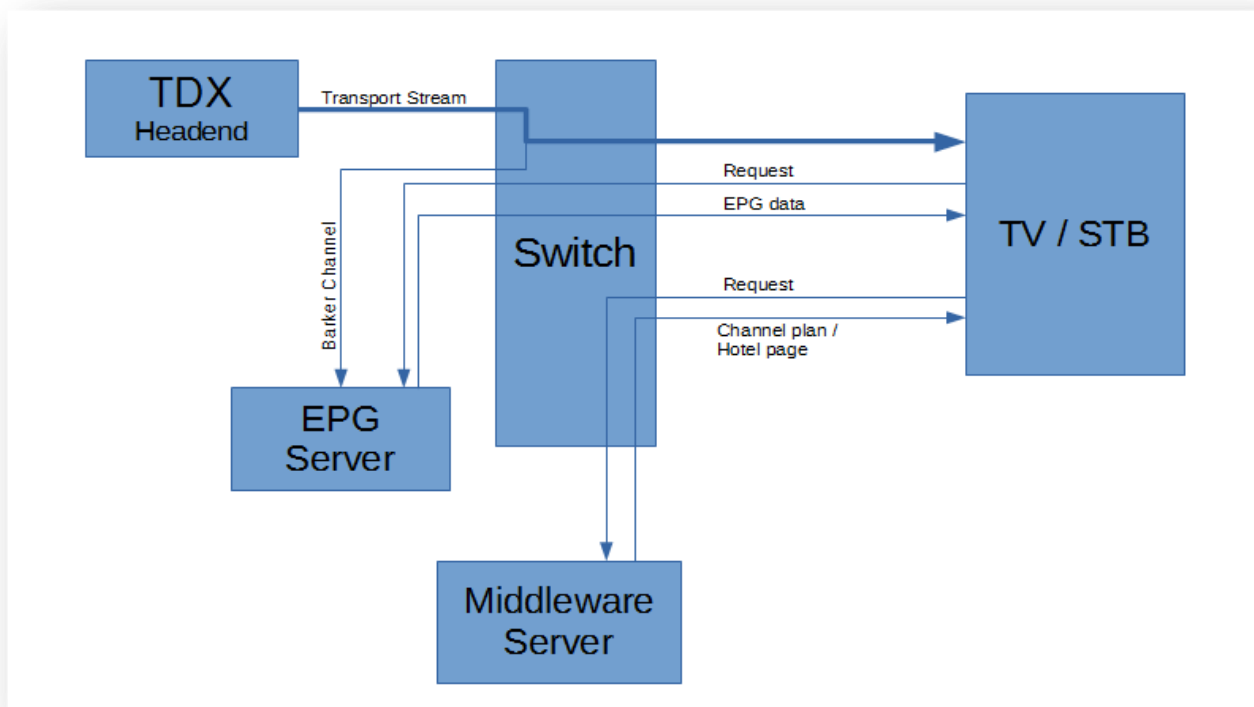 TDX
Headend
Transport Stream
Request
EPG data
Switch
TV / STB
Barker Channel
Request
Channel plan /
Hotel page
EPG
Server
Middleware
Server